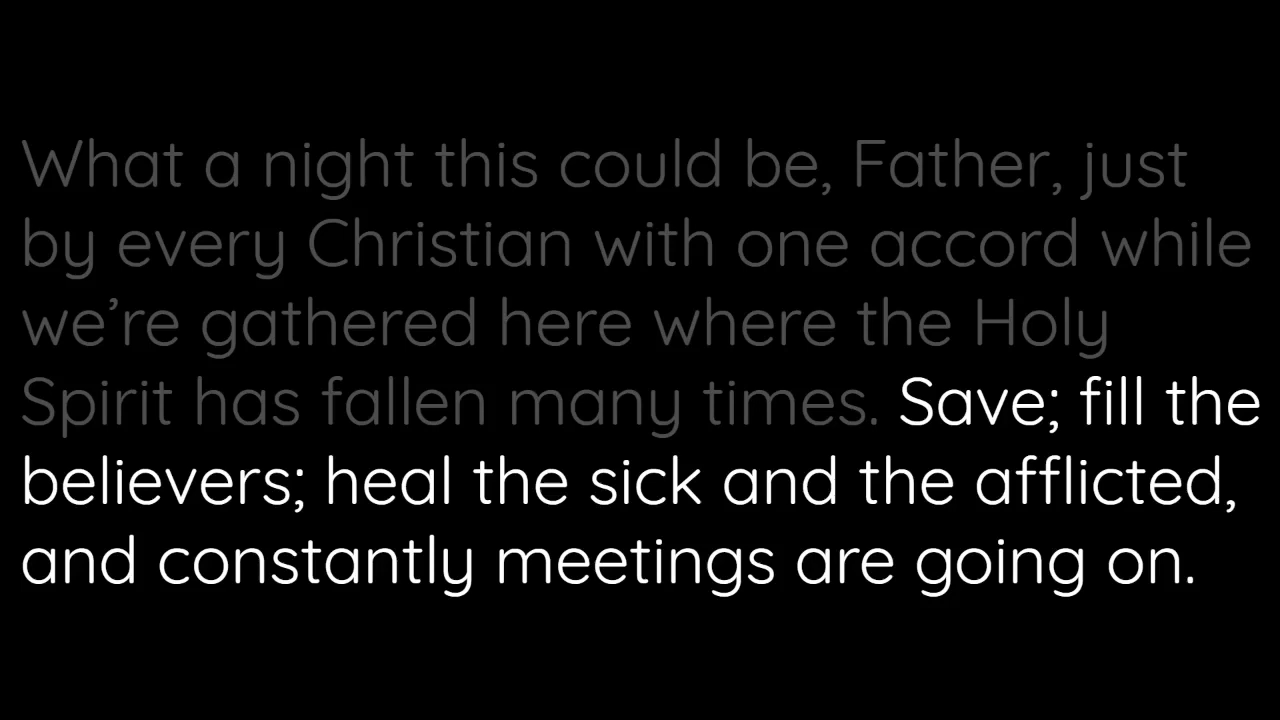 What a night this could be, Father, just
by every Christian with one accord while
we’re gathered here where the Holy
Spirit has fallen many times. Save; fill the
believers; heal the sick and the afflicted,
and constantly meetings are going on.